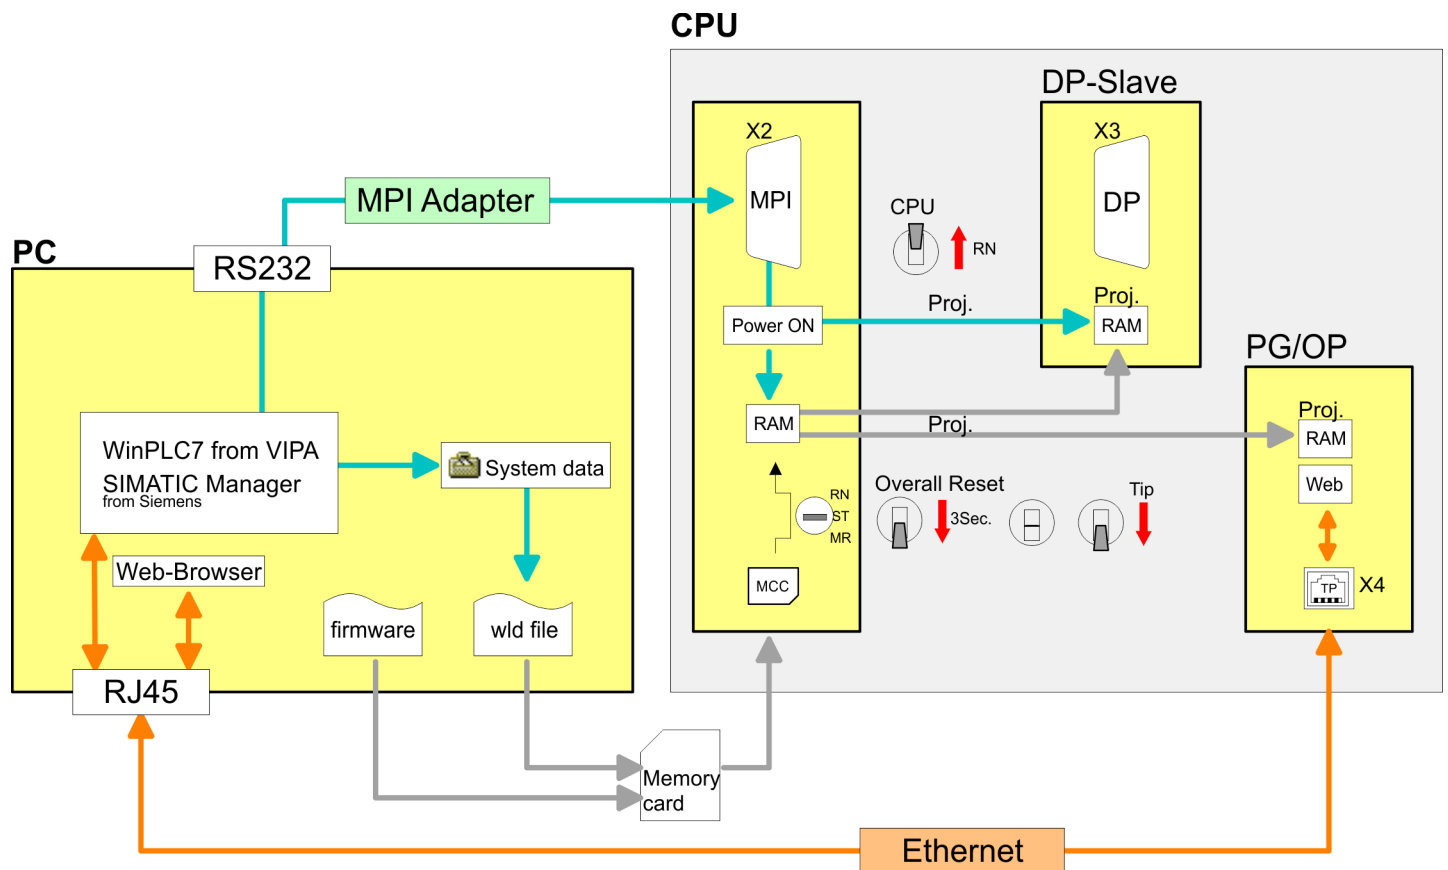 CPU
DP-Slave
X2
X3
MPI Adapter
MPI
DP
CPU
RN
PC
RS232
Proj.
Proj.
Power ON
RAM
PG/OP
Proj.
RAM
Proj.
RAM
WinPLC7 from VIPA
SIMATIC Manager
from Siemens
System data
Web
Overall Reset
Tip
RN
ST
MR
3Sec.
Web-Browser
MCC
TP
X4
firmware
wld file
RJ45
Memory
card
Ethernet